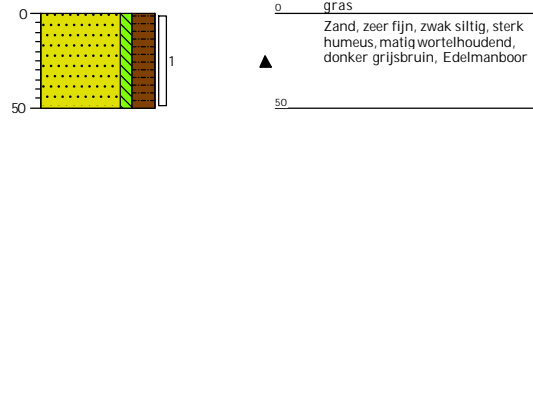 0
50
1
0 gras
Zand, zeer fijn, zwak siltig, sterk
humeus, matig wortelhoudend,
donker grijsbruin, Edelmanboor
50